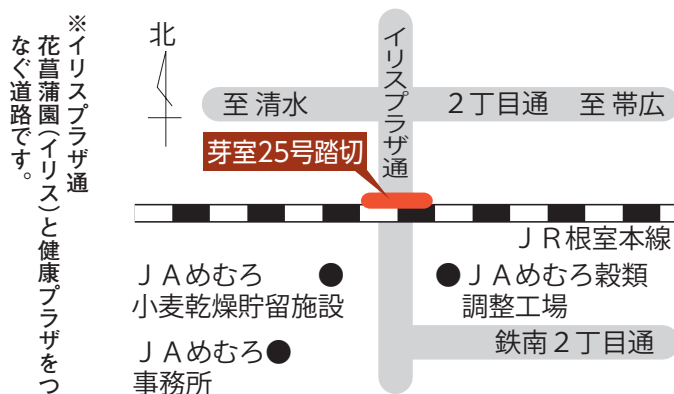 ※イリスプラザ通
花菖蒲園(イリス)と健康プラザをつ
なぐ道路です。
北
イリスプラザ通
至 清水
2丁目通
至 帯広
芽室25号踏切
JR根室本線
JAめむろ
小麦乾燥貯留施設
JAめむろ穀類
調整工場
鉄南2丁目通
JAめむろ
事務所